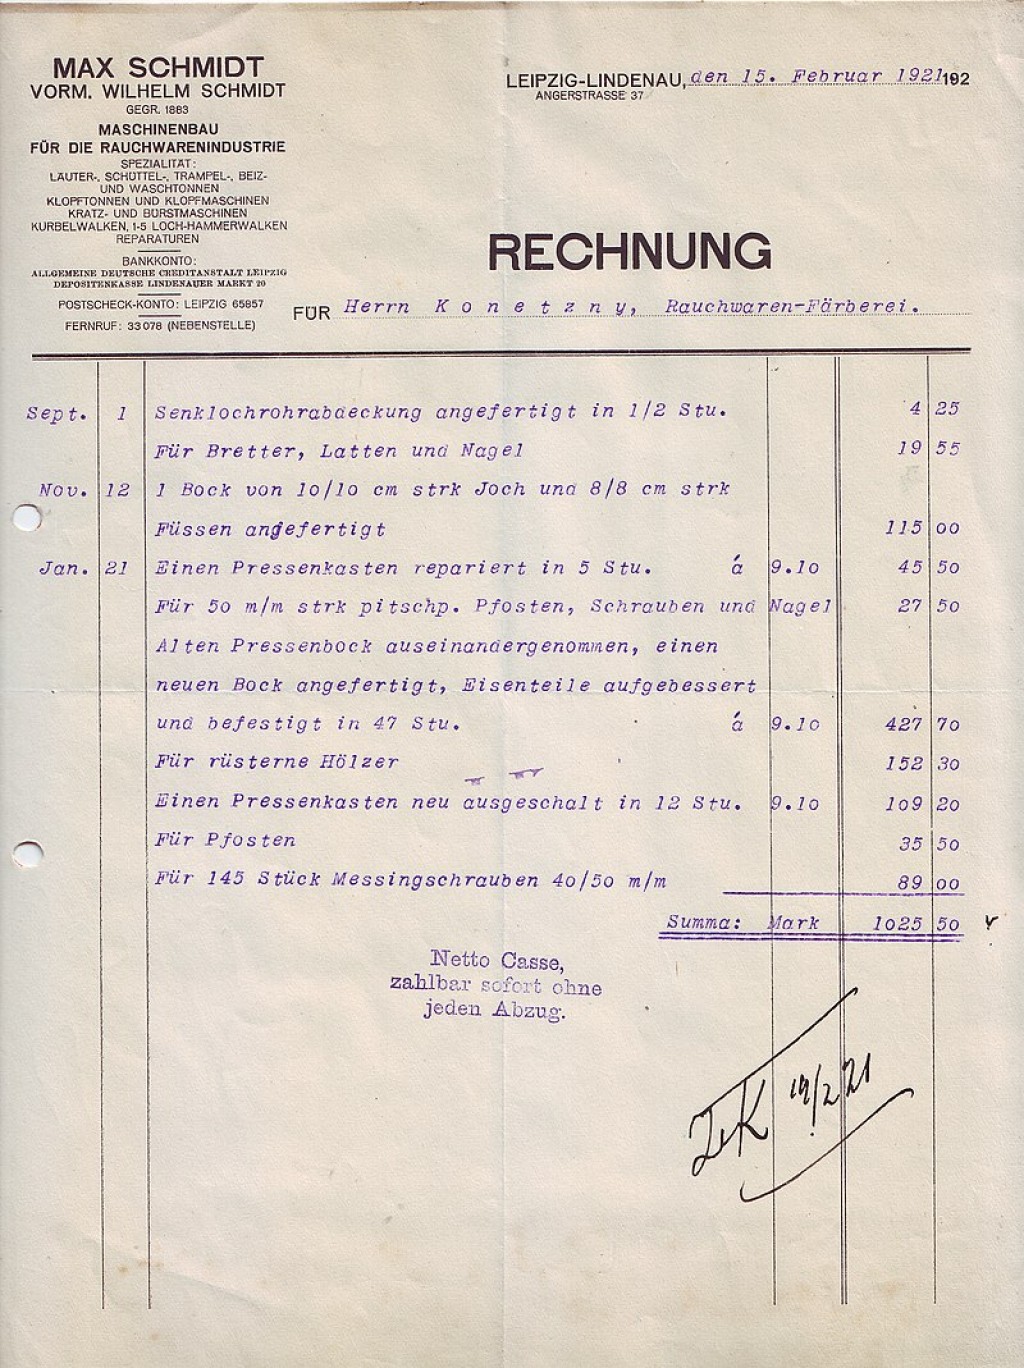 MAX SCHMIDT
VORM. WILHELM SCHMIDT
GEGR. 1883
MASCHINENBAU
FÜR DIE RAUCHWARENINDUSTRIE
SPEZIALITÄT:
LÄUTER-, SCHÜTTEL-, TRAMPEL-, BEIZ-
UND WASCHTONNEN
KLOPFTONNEN UND KLOPFMASCHINEN
KRATZ- UND BÜRSTMASCHINEN
KURBELWALKEN, 1-5 LOCH-HAMMERWALKEN
REPARATUREN
BANKKONTO:
ALLGEMEINE DEUTSCHE CREDITANSTALT LEIPZIG
DEPOSITENKASSE LINDENAUER MARKT 20
POSTSCHECK-KONTO: LEIPZIG 65857
FERNRUF: 33078 (NEBENSTELLE)
LEIPZIG-LINDENAU, den 15. Februar 1921 192
ANGERSTRASSE 37
RECHNUNG
FÜR Herrn K o n e t z n y, Rauchwaren-Färberei.
Sept. 1 Senklochrohrabdeckung angefertigt in 1/2 Stu. 4 25
Für Bretter, Latten und Nagel 19 55
Nov. 12 1 Bock von 10/10 cm strk Joch und 8/8 cm strk
Füssen angefertigt 115 00
Jan. 21 Einen Pressenkasten repariert in 5 Stu. á 9.10 45 50
Für 50 m/m strk pitschp. Pfosten, Schrauben und Nagel 27 50
Alten Pressenbock auseinandergenommen, einen
neuen Bock angefertigt, Eisenteile aufgebessert
und befestigt in 47 Stu. á 9.10 427 70
Für rüsterne Hölzer 152 30
Einen Pressenkasten neu ausgeschalt in 12 Stu. 9.10 109 20
Für Pfosten 35 50
Für 145 Stück Messingschrauben 40/50 m/m 89 00
Summa: Mark 1025 50
Netto Casse,
zahlbar sofort ohne
jeden Abzug.
19/2 21